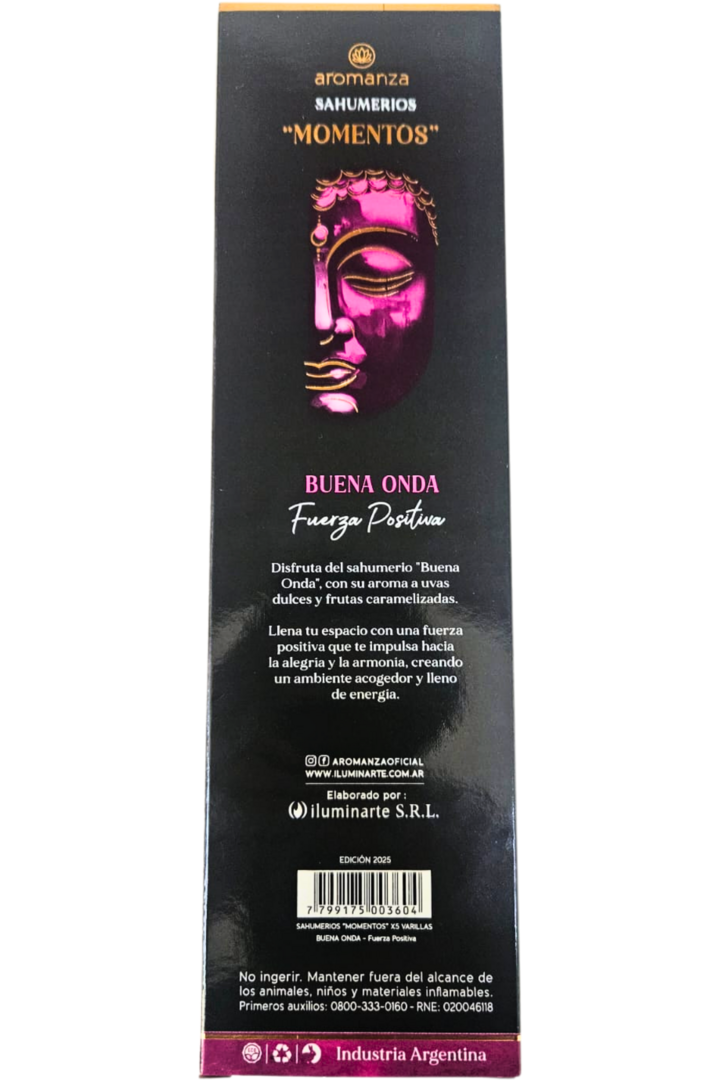 aromanza
SAHUMERIOS
"MOMENTOS"
BUENA ONDA
Fuerza Positiva
Disfruta del sahumerio "Buena
Onda", con su aroma a uvas
dulces y frutas caramelizadas.
Llena tu espacio con una fuerza
positiva que te impulsa hacia
la alegría y la armonía, creando
un ambiente acogedor y lleno
de energía.
AROMANZAOFICIAL
WWW.ILUMINARTE.COM.AR
Elaborado por :
iluminarte S.R.L.
EDICIÓN 2025
7 799175 003604
SAHUMERIOS "MOMENTOS" X5 VARILLAS
BUENA ONDA - Fuerza Positiva
No ingerir. Mantener fuera del alcance de
los animales, niños y materiales inflamables.
Primeros auxilios: 0800-333-0160 - RNE: 020046118
Industria Argentina